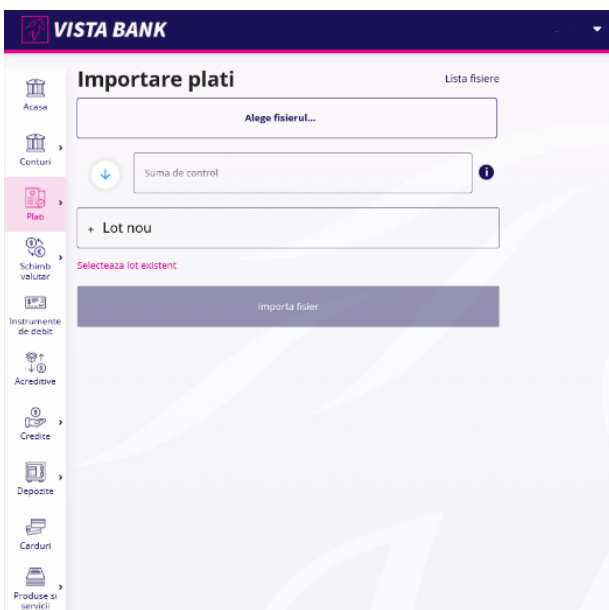 VISTA BANK
Importare plati
Lista fisiere
Alege fisierul...
Suma de control
+ Lot nou
Selecteaza lot existent
Importa fisier
Acasa
Conturi
Plati
Schimb
valutar
Instrumente
de debit
Acreditive
Credite
Depozite
Carduri
Produse si
servicii